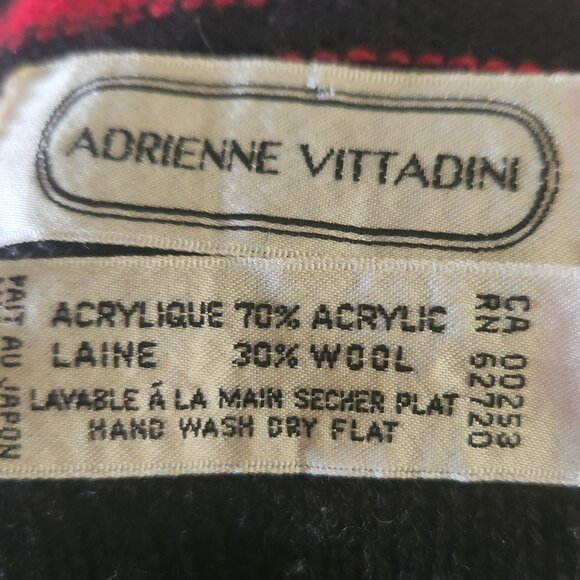 ADRIENNE VITTADINI
ACRYLIQUE 70% ACRYLIC
LAINE 30% WOOL
LAVABLE Á LA MAIN SECHER PLAT
HAND WASH DRY FLAT
FAIT AU JAPON
CA 00253
RN 62720